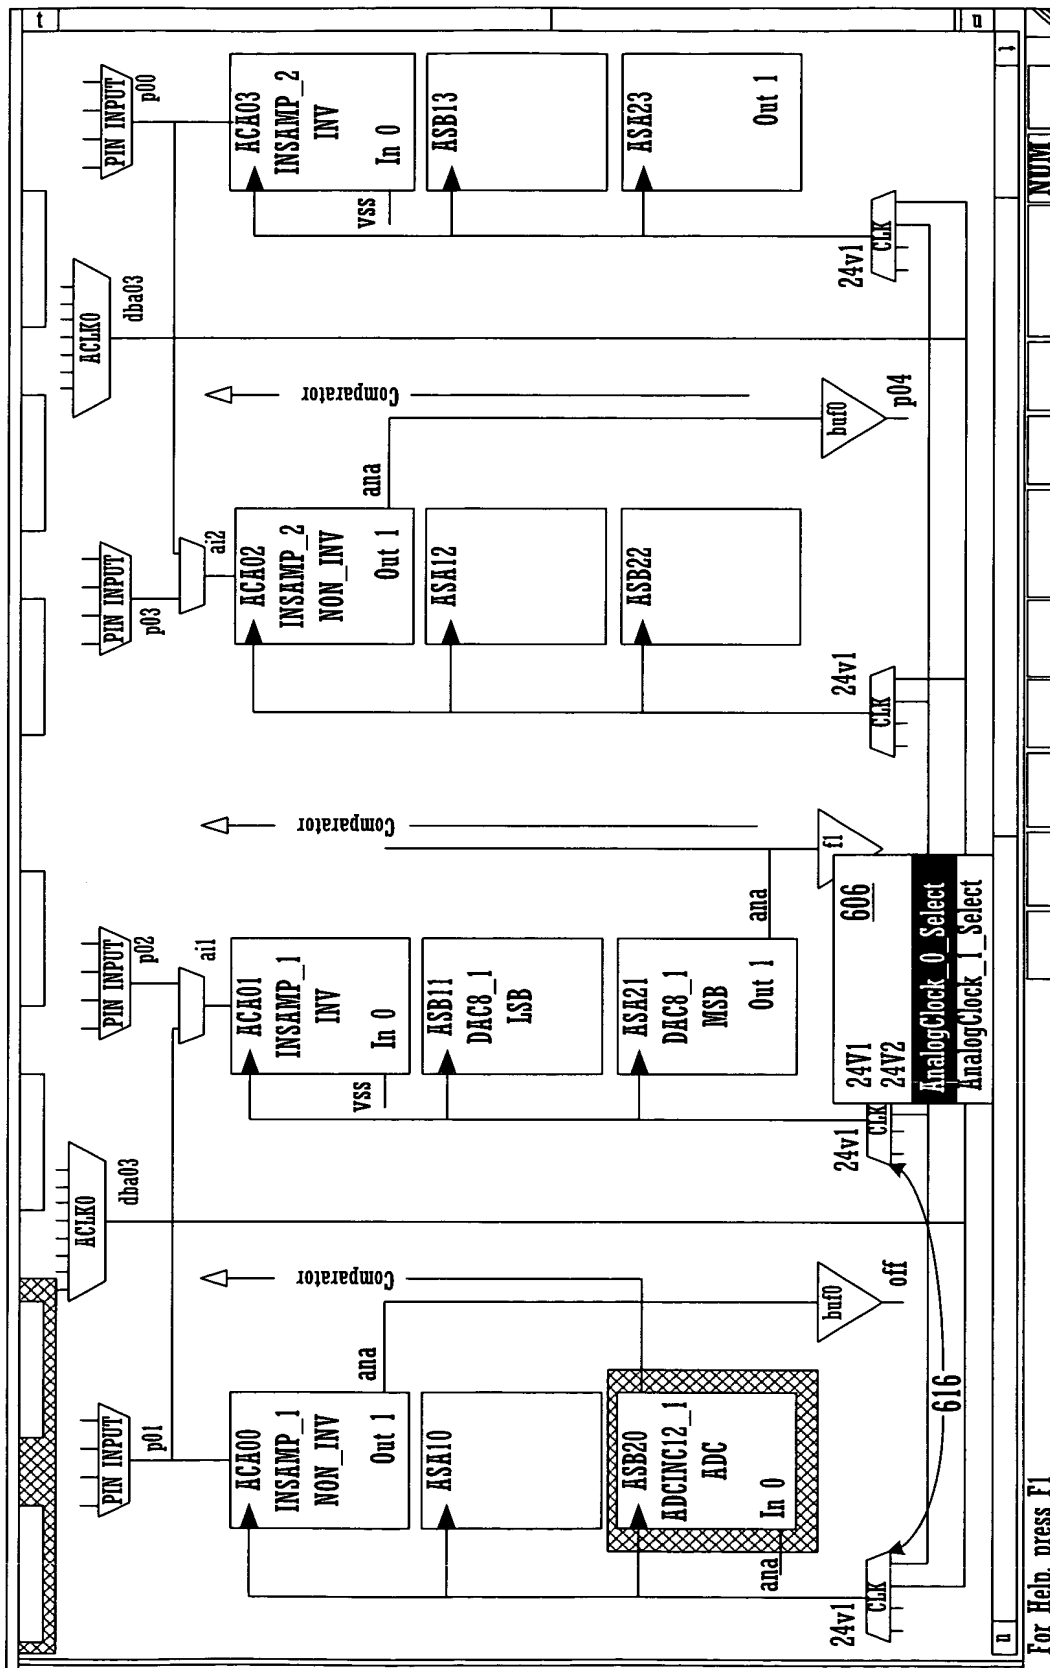 t
n
PIN INPUT
p01
ACLK0
dba03
PIN INPUT
p02
PIN INPUT
p03
ACLK0
dba03
PIN INPUT
p00
ai1
ai2
ACA00
INSAMP_1
NON_INV
Out 1
ana
ASA10
ASB20
ADCINC12_1
ADC
In 0
ana
Comparator
buf0
off
24v1
CLK
ACA01
INSAMP_1
INV
In 0
VSS
ASB11
DAC8_1
LSB
ASA21
DAC8_1
MSB
Out 1
ana
Comparator
f1
24v1
CLK
606
24V1
24V2
AnalogClock_0_Select
AnalogClock_1_Select
616
ACA02
INSAMP_2
NON_INV
Out 1
ana
ASA12
ASB22
Comparator
buf0
p04
24v1
CLK
ACA03
INSAMP_2
INV
In 0
VSS
ASB13
ASA23
Out 1
24v1
CLK
n
t
For Help, press F1
NUM